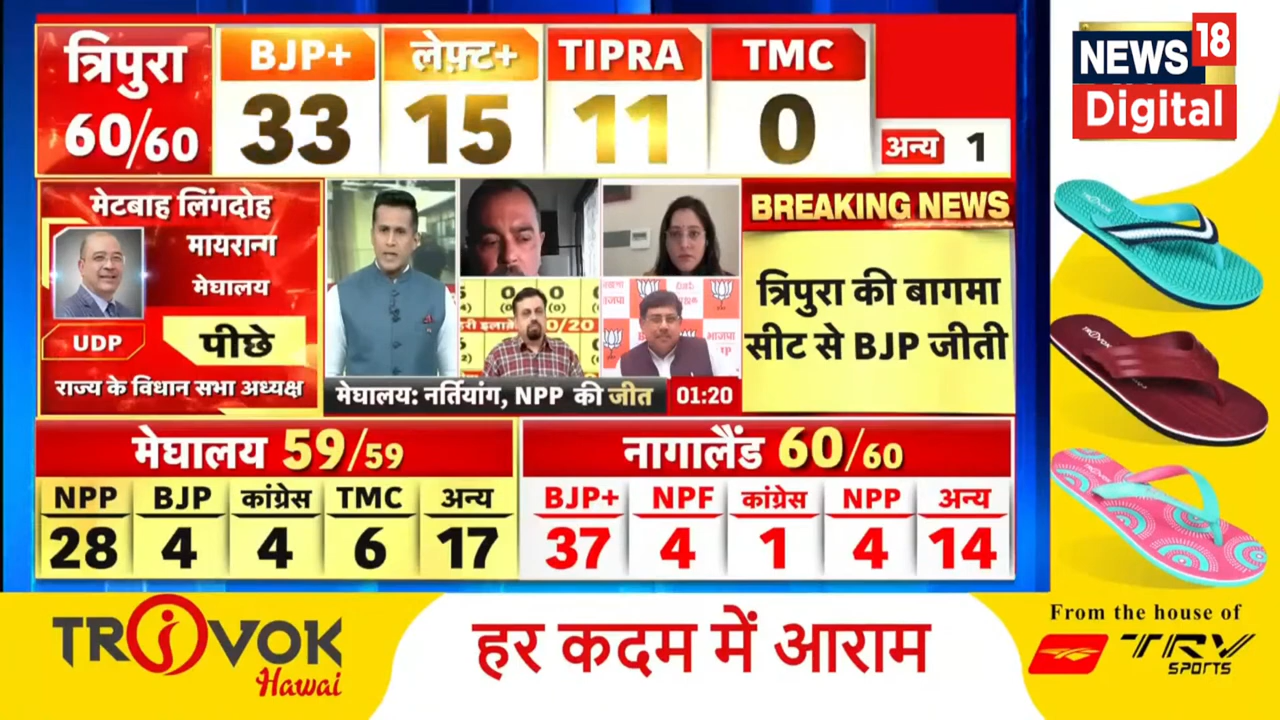 त्रिपुरा
60/60
BJP+
33
लेफ़्ट+
15
TIPRA
11
TMC
0
अन्य 1
NEWS 18
Digital
मेटबाह लिंगदोह
मायरान्ग
मेघालय
UDP
पीछे
राज्य के विधान सभा अध्यक्ष
मेघालय: नर्तियांग, NPP की जीत
01:20
BREAKING NEWS
त्रिपुरा की बागमा
सीट से BJP जीती
मेघालय 59/59
NPP BJP कांग्रेस TMC अन्य
28 4 4 6 17
नागालैंड 60/60
BJP+ NPF कांग्रेस NPP अन्य
37 4 1 4 14
TRIVOK
Hawai
हर कदम में आराम
From the house of
TRV
SPORTS